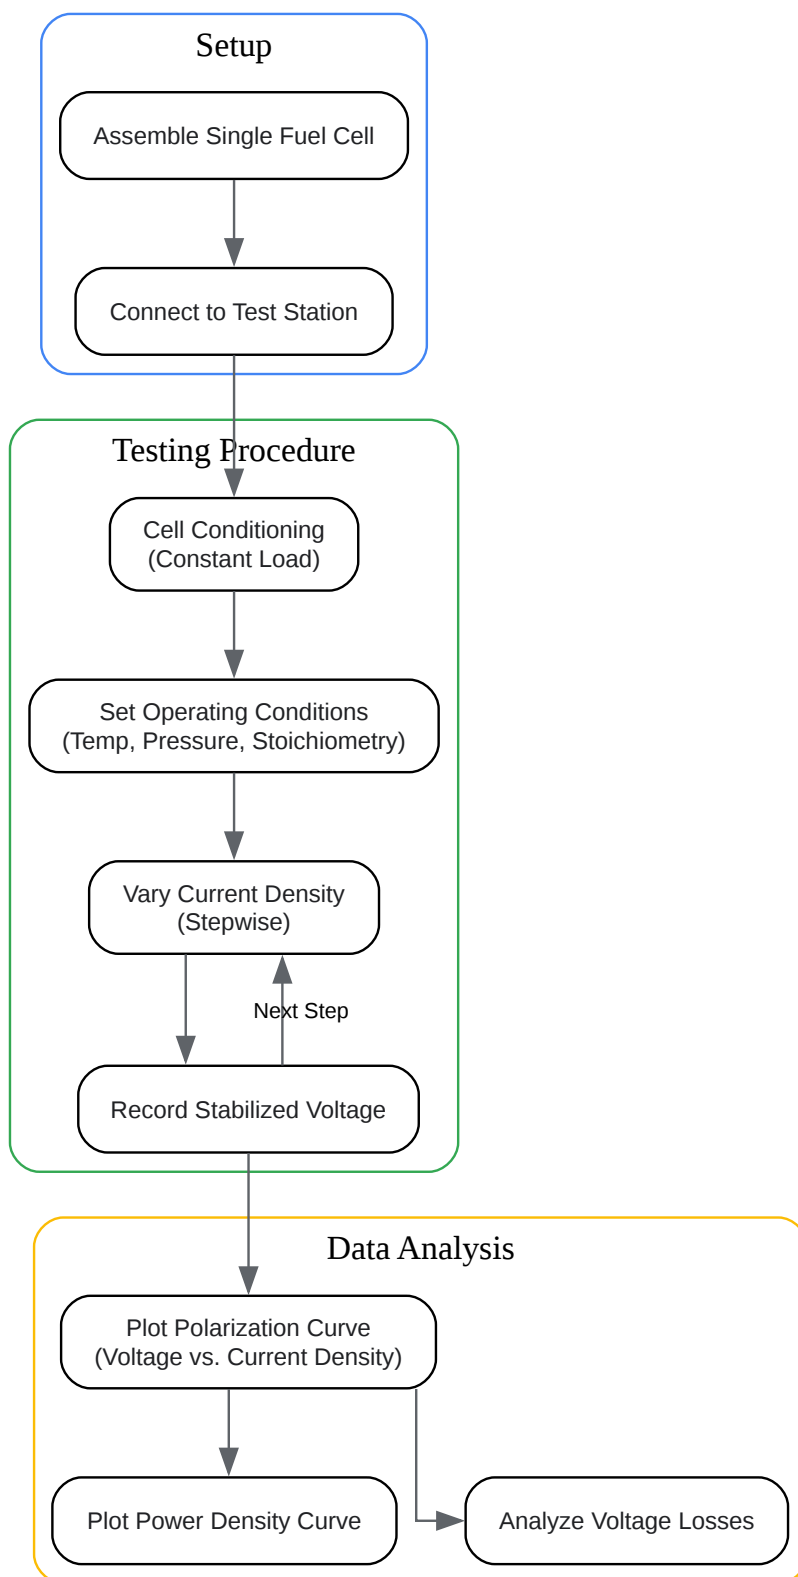 Setup
Assemble Single Fuel Cell
Connect to Test Station
Testing Procedure
Cell Conditioning
(Constant Load)
Set Operating Conditions
(Temp, Pressure, Stoichiometry)
Vary Current Density
(Stepwise)
Next Step
Record Stabilized Voltage
Data Analysis
Plot Polarization Curve
(Voltage vs. Current Density)
Plot Power Density Curve
Analyze Voltage Losses